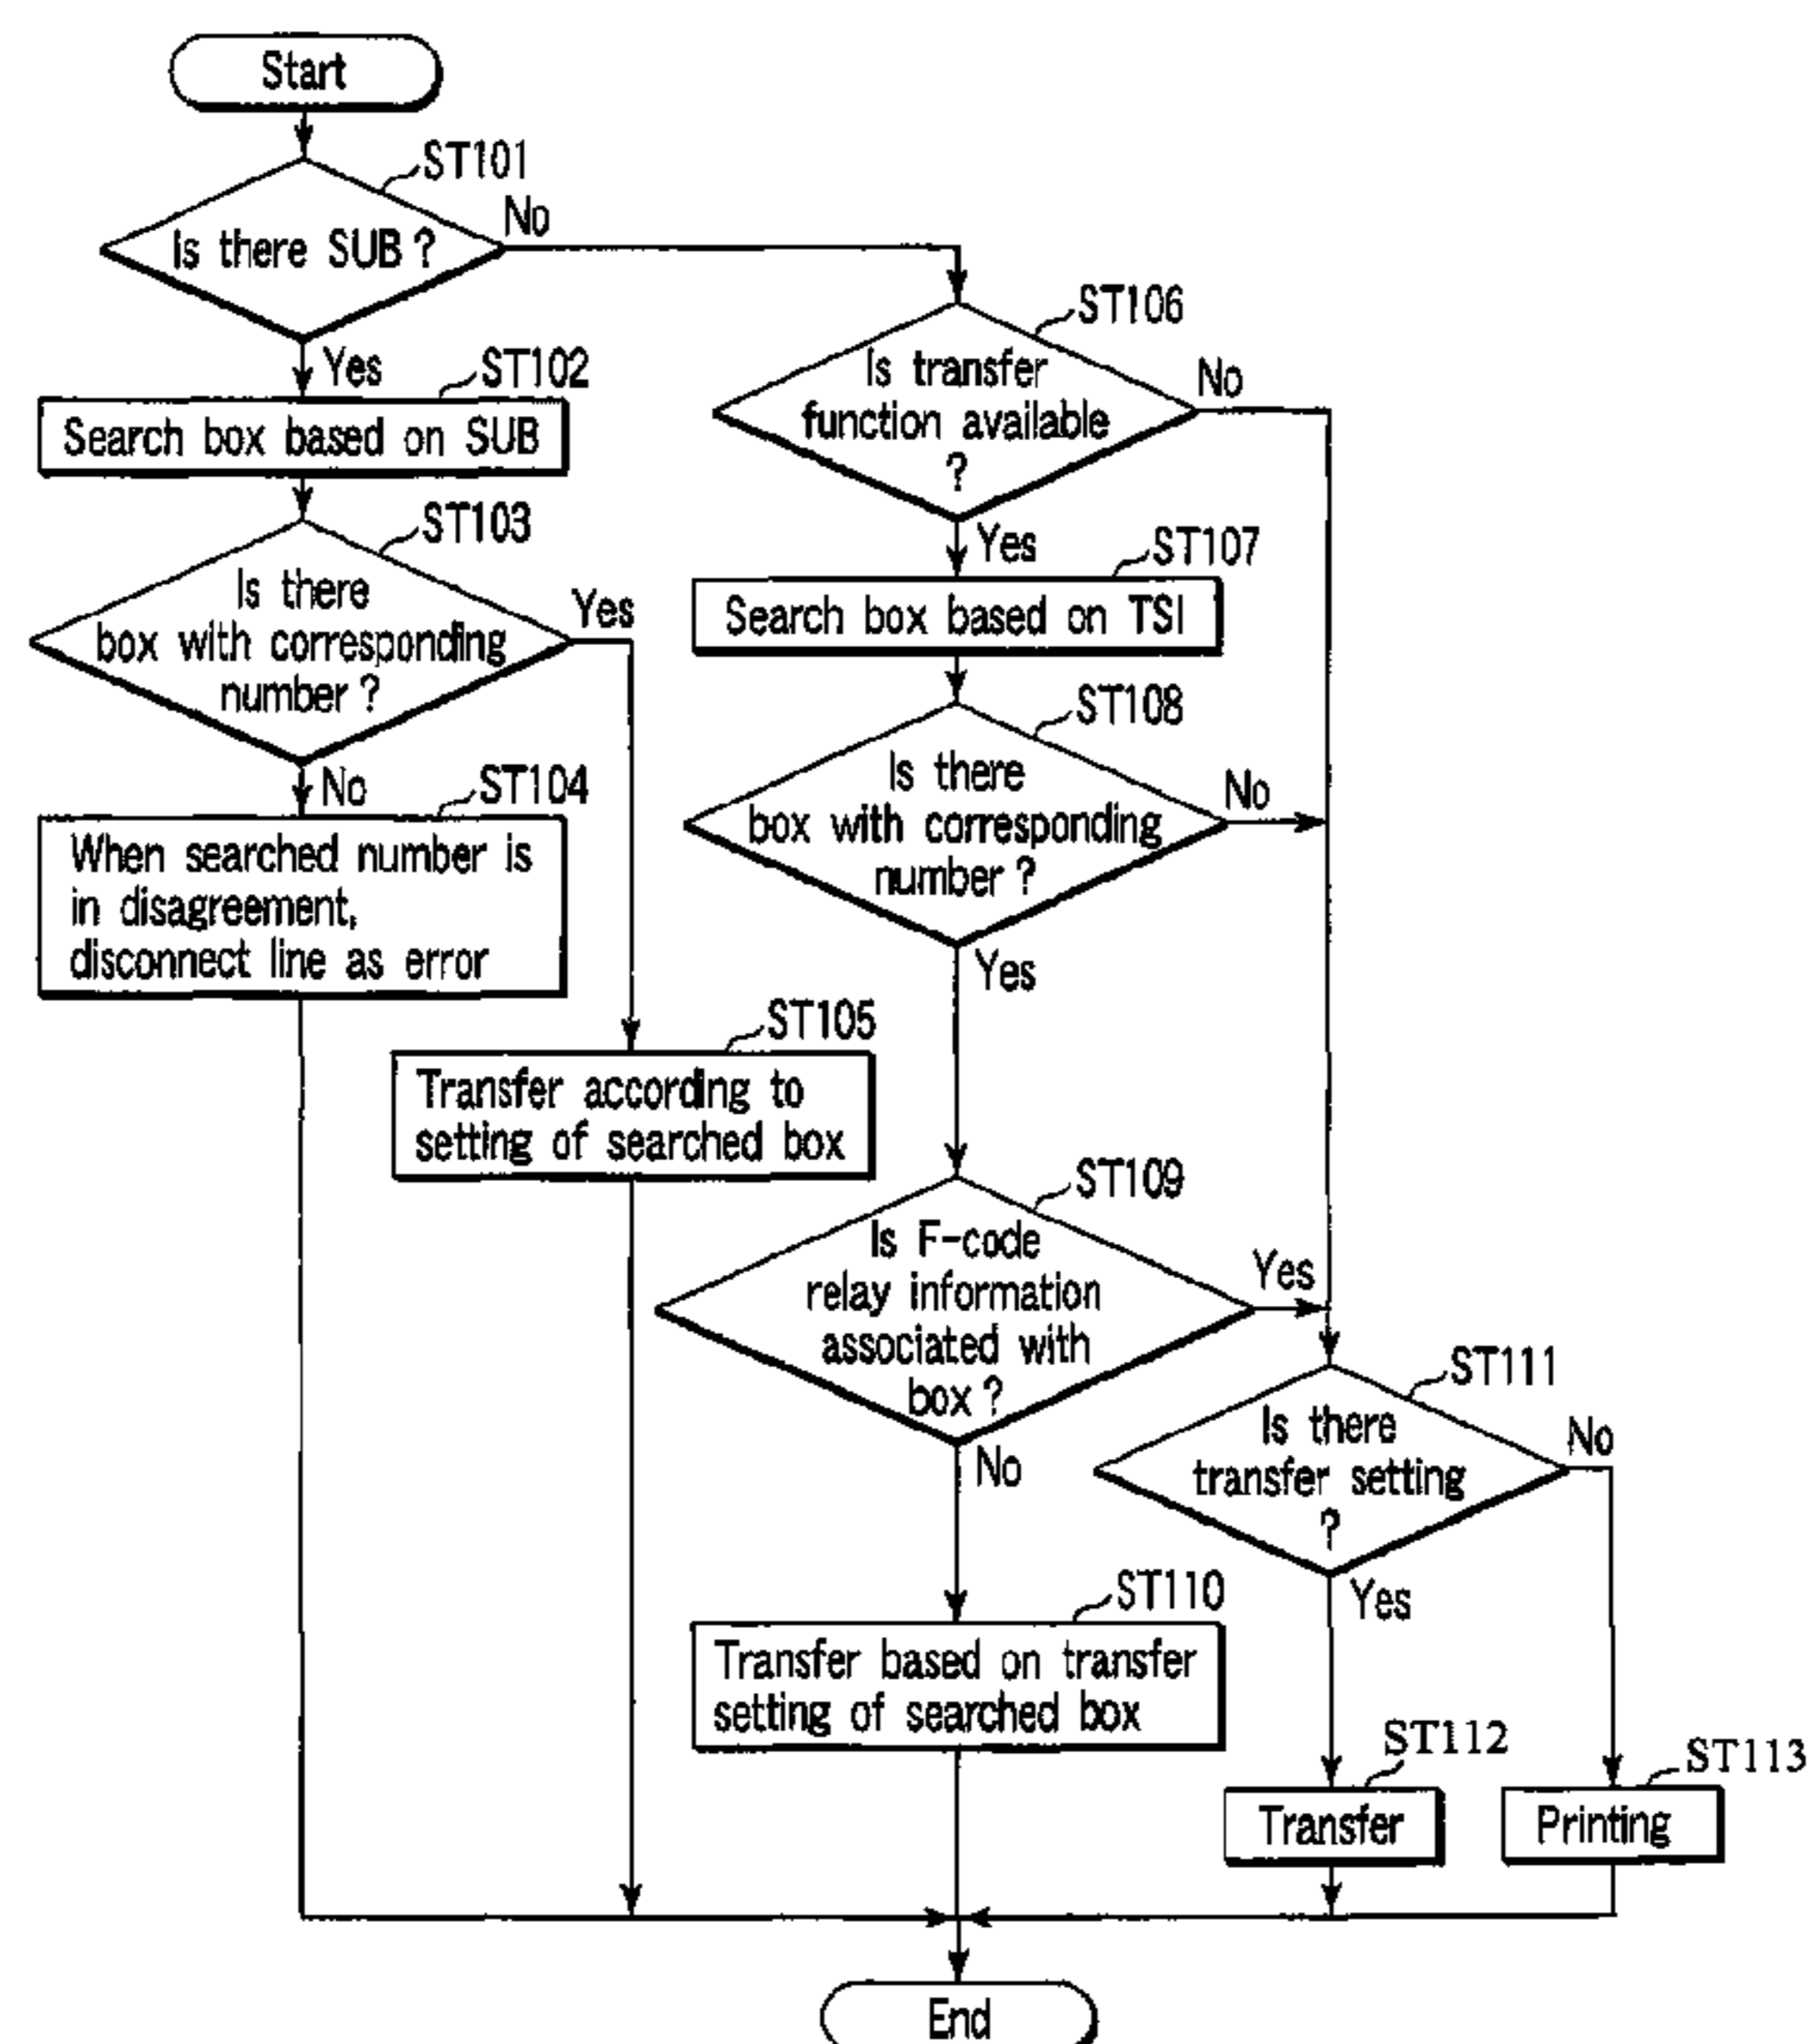 Start
ST101
Is there SUB?
No
Yes
ST102
Search box based on SUB
ST103
Is there
box with corresponding
number?
Yes
No
ST104
When searched number is
in disagreement,
disconnect line as error
ST105
Transfer according to
setting of searched box
ST106
Is transfer
function available
?
No
Yes
ST107
Search box based on TSI
ST108
Is there
box with corresponding
number?
No
Yes
ST109
Is F-code
relay information
associated with
box?
Yes
No
ST110
Transfer based on transfer
setting of searched box
ST111
Is there
transfer setting
?
No
Yes
ST112
Transfer
ST113
Printing
End